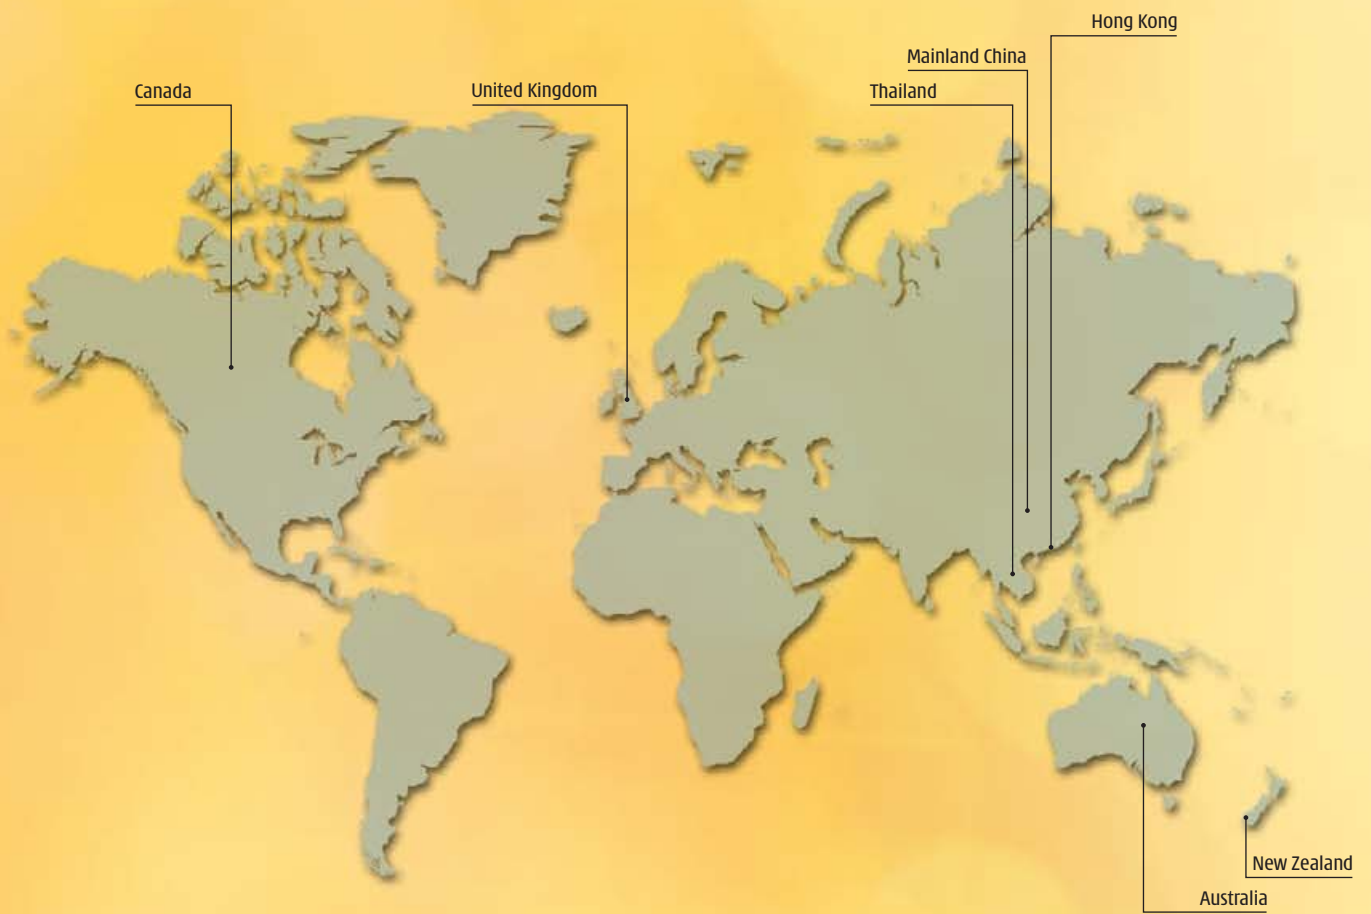 Hong Kong
Mainland China
Canada
United Kingdom
Thailand
New Zealand
Australia